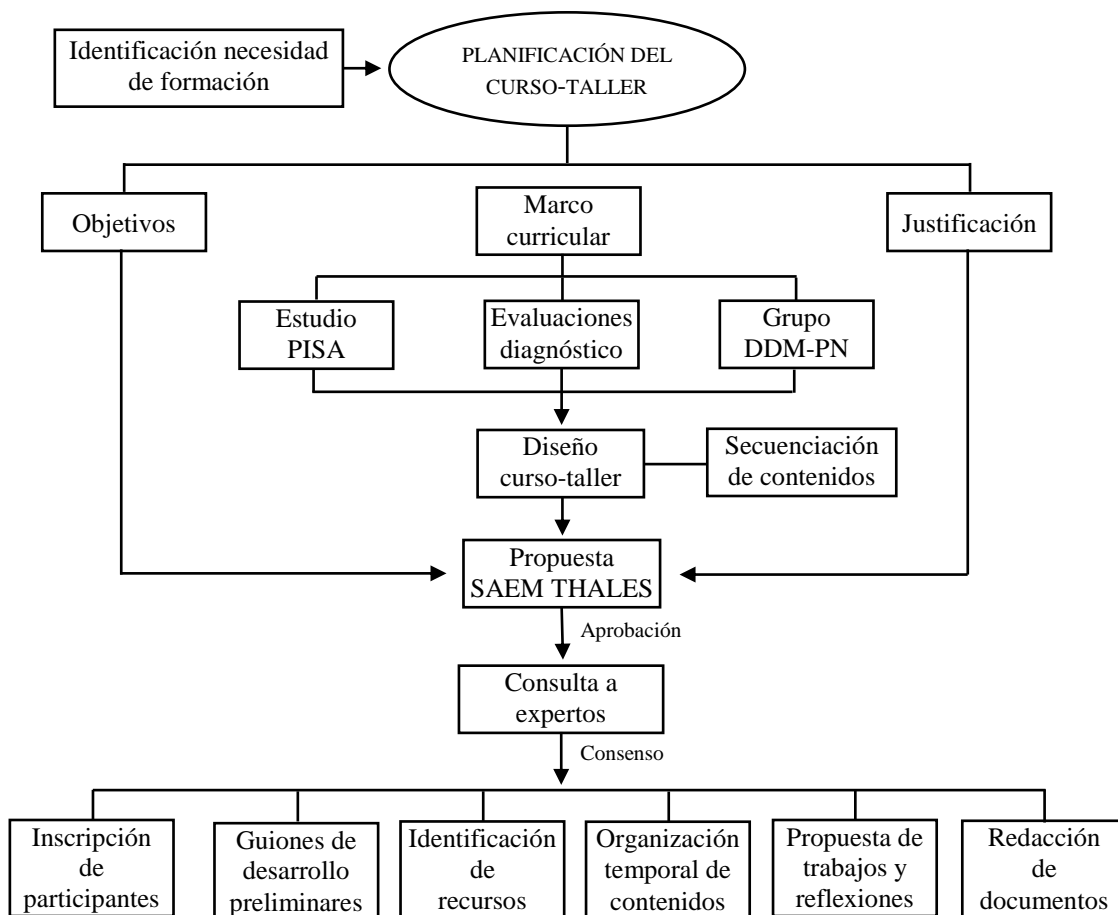 Identificación necesidad
de formación
PLANIFICACIÓN DEL
CURSO-TALLER
Objetivos
Marco
curricular
Justificación
Estudio
PISA
Evaluaciones
diagnóstico
Grupo
DDM-PN
Diseño
curso-taller
Secuenciación
de contenidos
Propuesta
SAEM THALES
Aprobación
Consulta a
expertos
Consenso
Inscripción
de
participantes
Guiones de
desarrollo
preliminares
Identificación
de
recursos
Organización
temporal de
contenidos
Propuesta de
trabajos y
reflexiones
Redacción
de
documentos